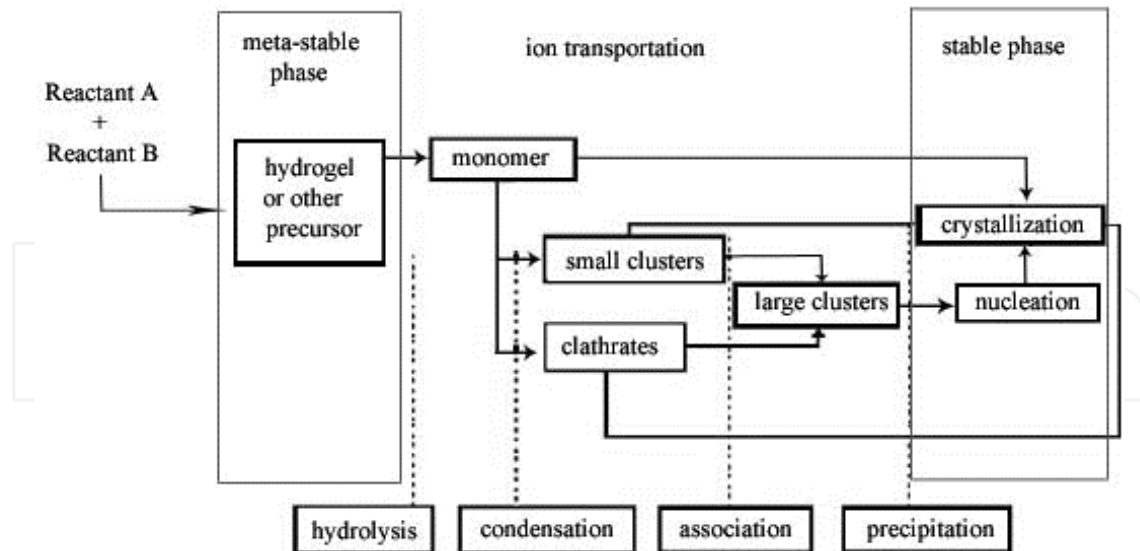 meta-stable
phase
ion transportation
stable phase
Reactant A
+
Reactant B
hydrogel
or other
precursor
monomer
crystallization
small clusters
large clusters
nucleation
clathrates
hydrolysis
condensation
association
precipitation